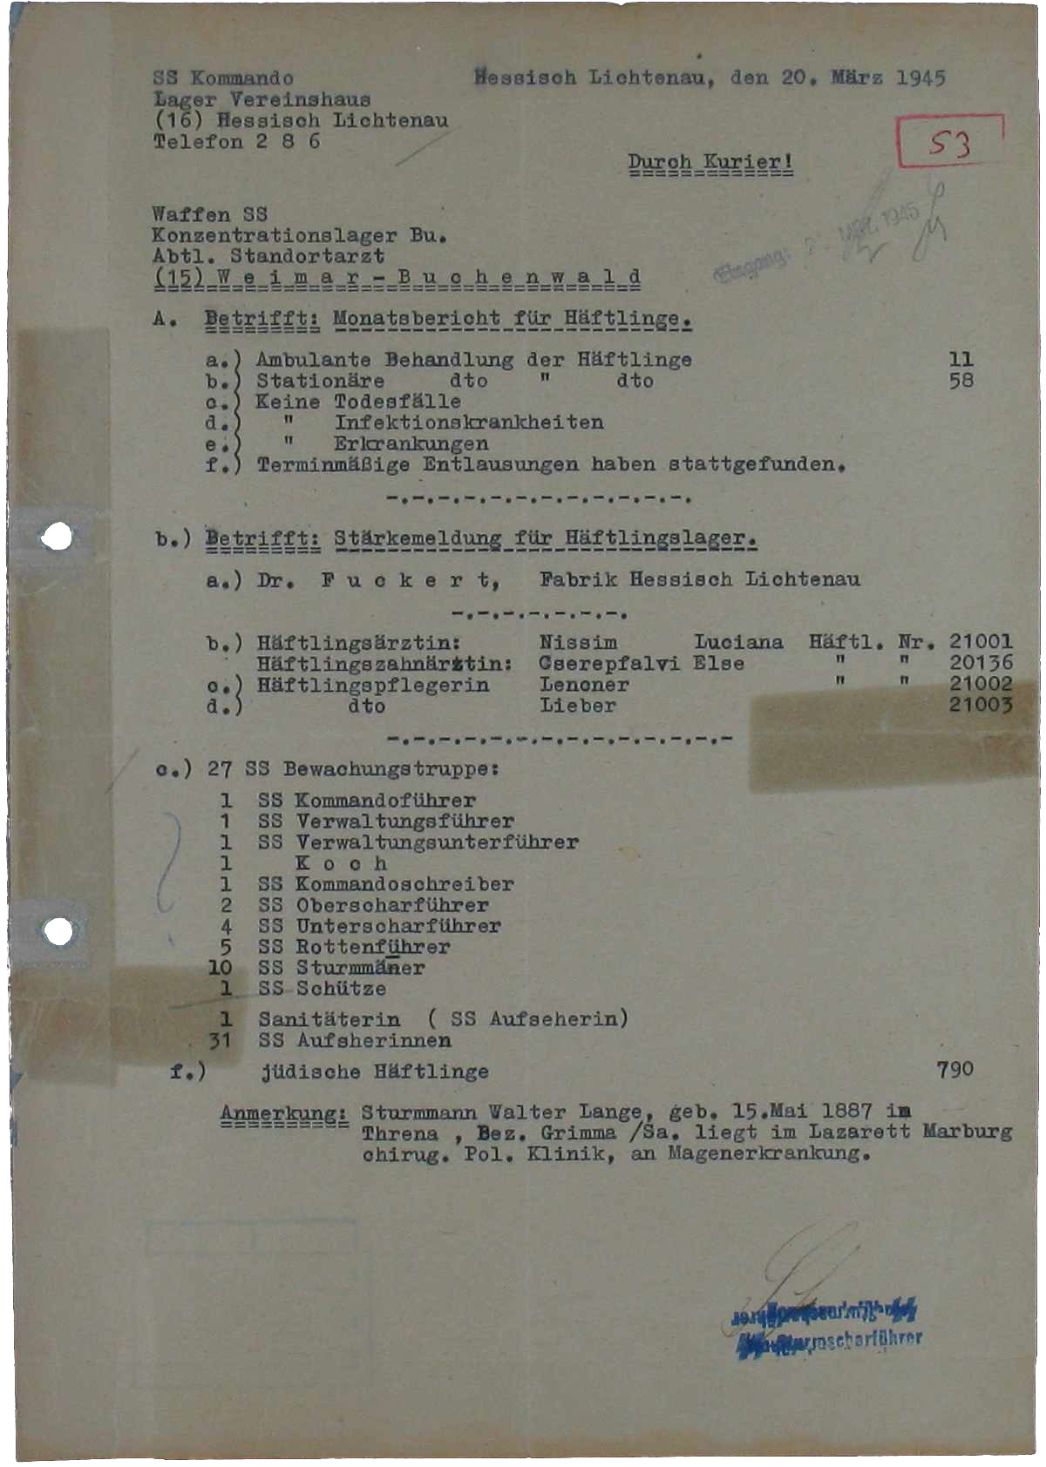 SS Kommando
Lager Vereinshaus
(16) Hessisch Lichtenau
Telefon 2 8 6
Hessisch Lichtenau, den 20. März 1945
S3
Durch Kurier!
Waffen SS
Konzentrationslager Bu.
Abtl. Standortarzt
(15) W e i m a r - B u c h e n w a l d
Eingang: 1945
A. Betrifft: Monatsbericht für Häftlinge.
a.) Ambulante Behandlung der Häftlinge 11
b.) Stationäre dto " dto 58
c.) Keine Todesfälle
d.) " Infektionskrankheiten
e.) " Erkrankungen
f.) Terminmäßige Entlausungen haben stattgefunden.
-.-.-.-.-.-.-.-.-.-.-.-.
b.) Betrifft: Stärkemeldung für Häftlingslager.
a.) Dr. F u c k e r t, Fabrik Hessisch Lichtenau
-.-.-.-.-.-.-.
b.) Häftlingsärztin: Nissim Luciana Häftl. Nr. 21001
Häftlingszahnärztin: Cserepfalvi Else " " 20136
c.) Häftlingspflegerin Lenoner " " 21002
d.) dto Lieber 21003
-.-.-.-.-.-.-.-.-.-.-.-.-.-
c.) 27 SS Bewachungstruppe:
1 SS Kommandoführer
1 SS Verwaltungsführer
1 SS Verwaltungsunterführer
1 K o c h
1 SS Kommandoschreiber
2 SS Oberscharführer
4 SS Unterscharführer
5 SS Rottenführer
10 SS Sturmmäner
1 SS Schütze
1 Sanitäterin ( SS Aufseherin)
31 SS Aufsherinnen
f.) jüdische Häftlinge 790
Anmerkung: Sturmmann Walter Lange, geb. 15.Mai 1887 in
Threna , Bez. Grimma /Sa. liegt im Lazarett Marburg
chirug. Pol. Klinik, an Magenerkrankung.